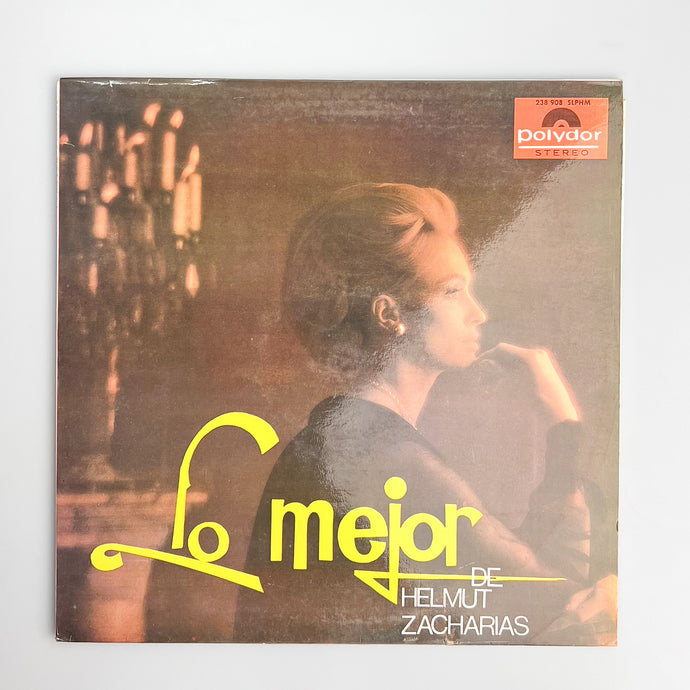 238 908 SLPHM
polydor
STEREO
Lo mejor
DE
HELMUT
ZACHARIAS